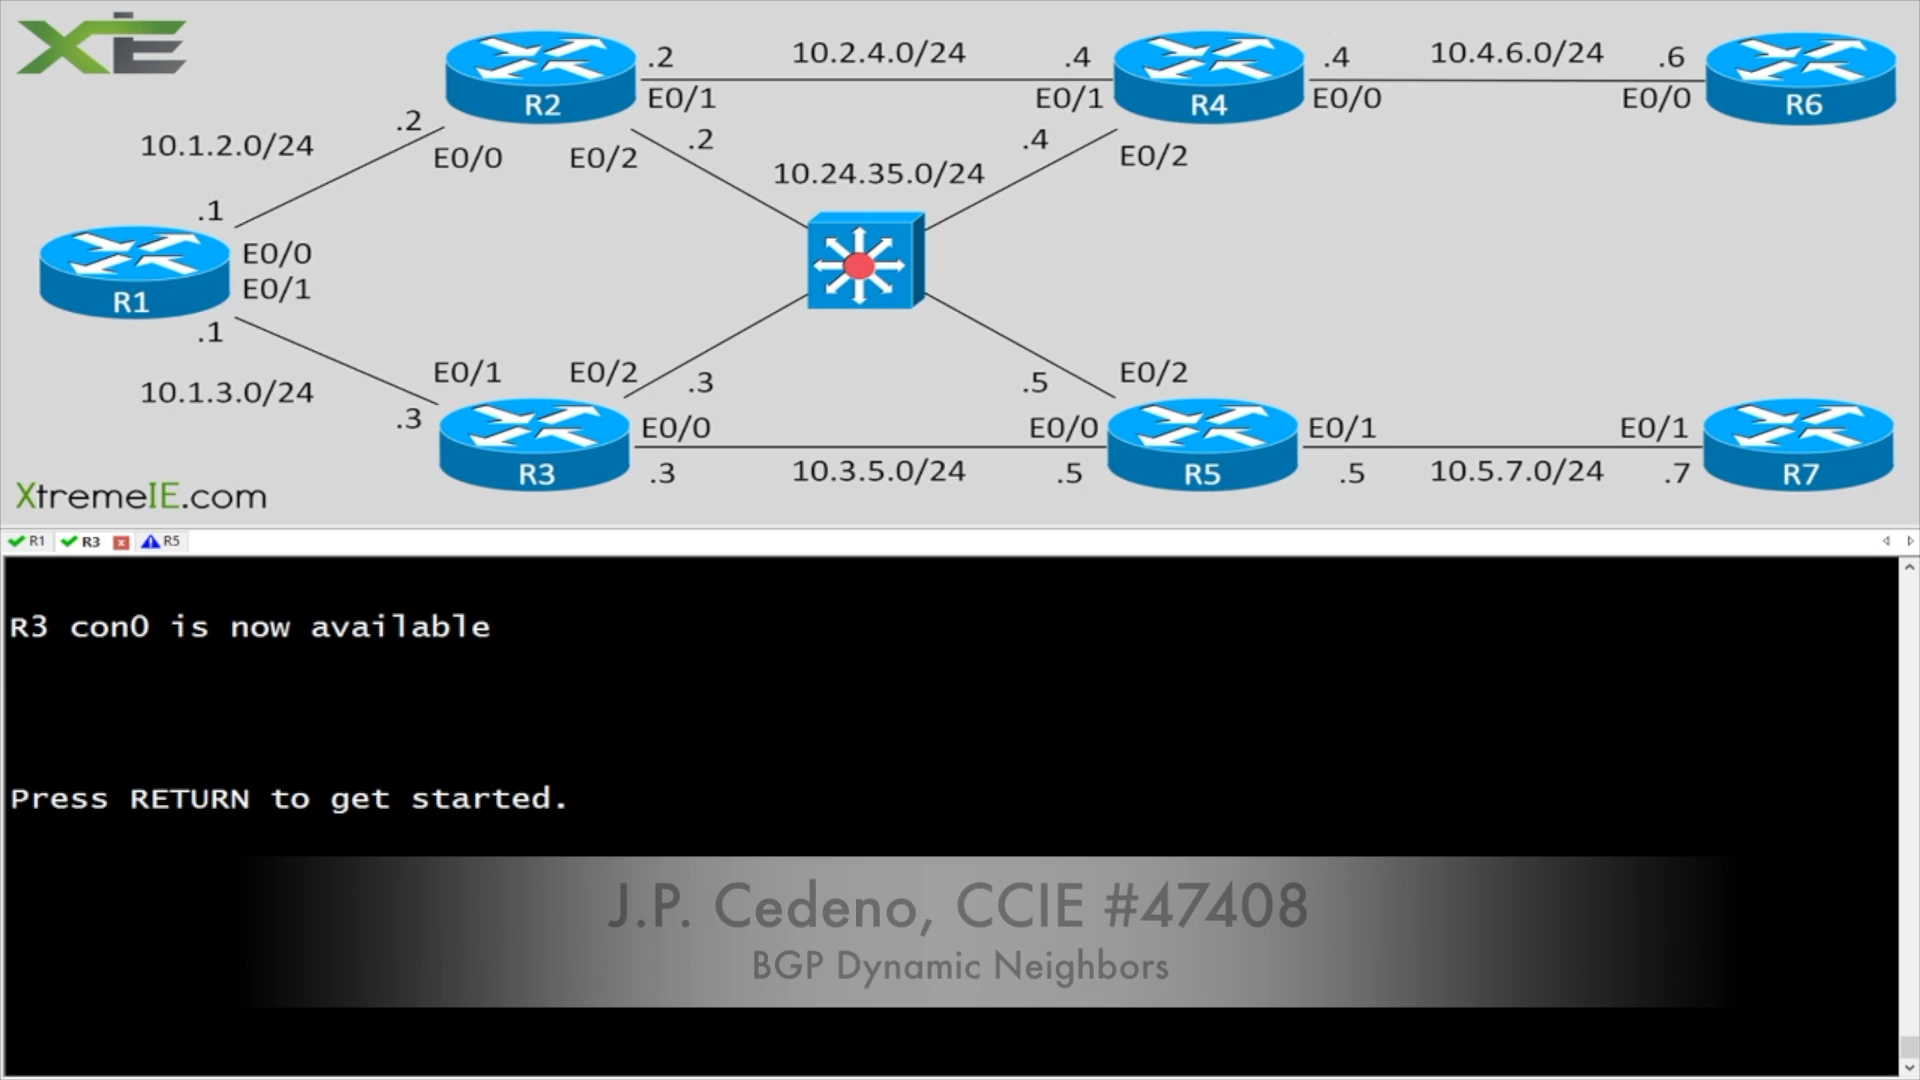 XIE
.2 10.2.4.0/24 .4
.4 10.4.6.0/24 .6
R2 E0/1 E0/1 R4 E0/0 E0/0 R6
10.1.2.0/24 .2
E0/0 E0/2 .2 .4 E0/2
10.24.35.0/24
.1
E0/0
R1 E0/1
.1
10.1.3.0/24
E0/1 E0/2 .3 .5 E0/2
.3
E0/0 E0/0 E0/1 E0/1
R3 .3 10.3.5.0/24 .5 R5 .5 10.5.7.0/24 .7 R7
XtremeIE.com
R1 R3 x R5
R3 con0 is now available
Press RETURN to get started.
J.P. Cedeno, CCIE #47408
BGP Dynamic Neighbors